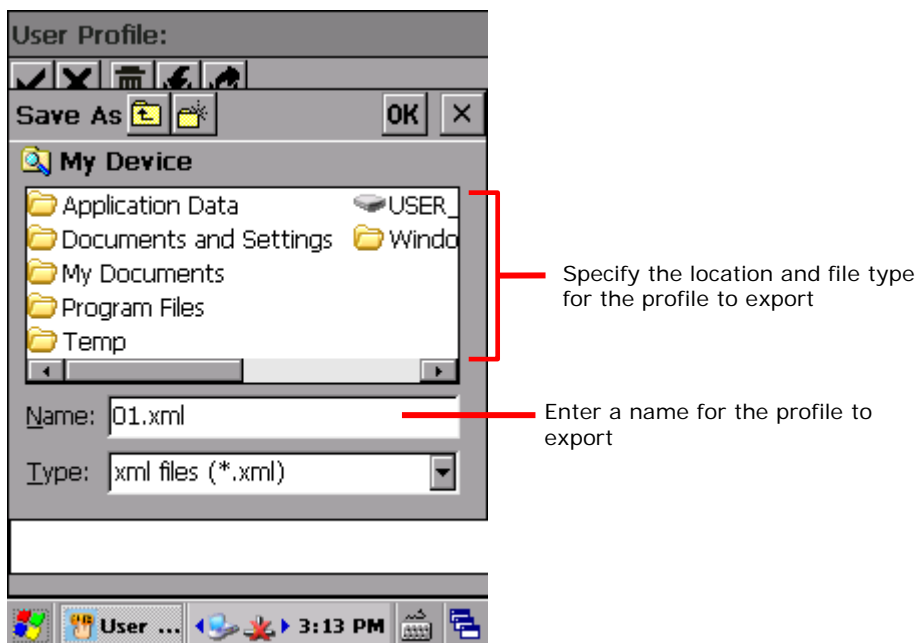 User Profile:
Save As OK ×
My Device
Application Data USER_
Documents and Settings Windo
My Documents
Program Files
Temp
Specify the location and file type
for the profile to export
Name: 01.xml
Enter a name for the profile to
export
Type: xml files (*.xml)
User ... 3:13 PM